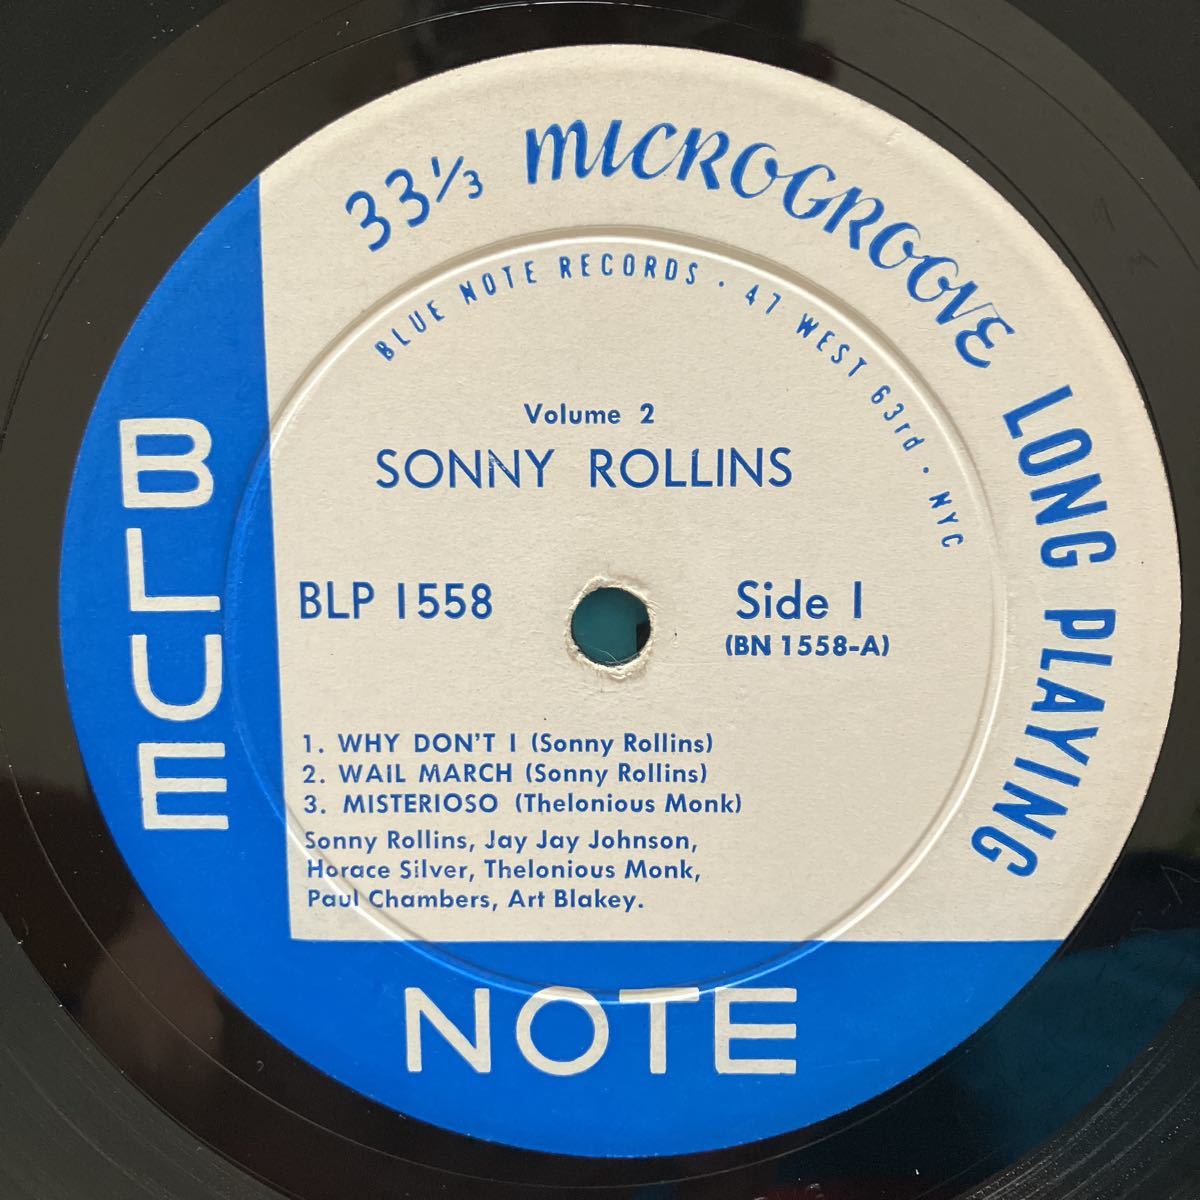 33⅓ MICROGROOVE LONG PLAYING
BLUE NOTE RECORDS · 47 WEST 63rd · NYC
Volume 2
SONNY ROLLINS
BLP 1558
Side 1
(BN 1558-A)
1. WHY DON'T I (Sonny Rollins)
2. WAIL MARCH (Sonny Rollins)
3. MISTERIOSO (Thelonious Monk)
Sonny Rollins, Jay Jay Johnson,
Horace Silver, Thelonious Monk,
Paul Chambers, Art Blakey.
BLUE
NOTE